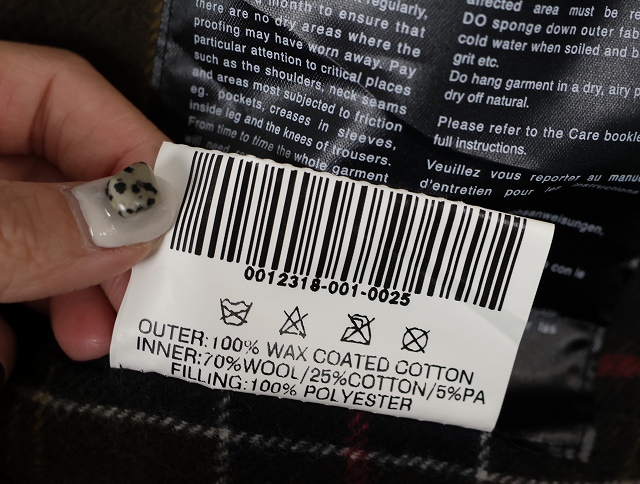 month to ensure that
there are no dry areas where the
proofing may have worn away. Pay
particular attention to critical places
such as the shoulders, neck seams
and areas most subjected to friction
eg. pockets, creases in sleeves,
inside leg and the knees of trousers.
From time to time the whole garment
affected area must be
DO sponge down outer
cold water when soiled and
grit etc.
Do hang garment in a dry, airy
dry off natural.
Please refer to the Care
full instructions.
Veuillez vous reporter au
d'entretien pour les instructions
0012318-001-0025
OUTER:100% WAX COATED COTTON
INNER:70%WOOL/25%COTTON/5%PA
FILLING:100% POLYESTER